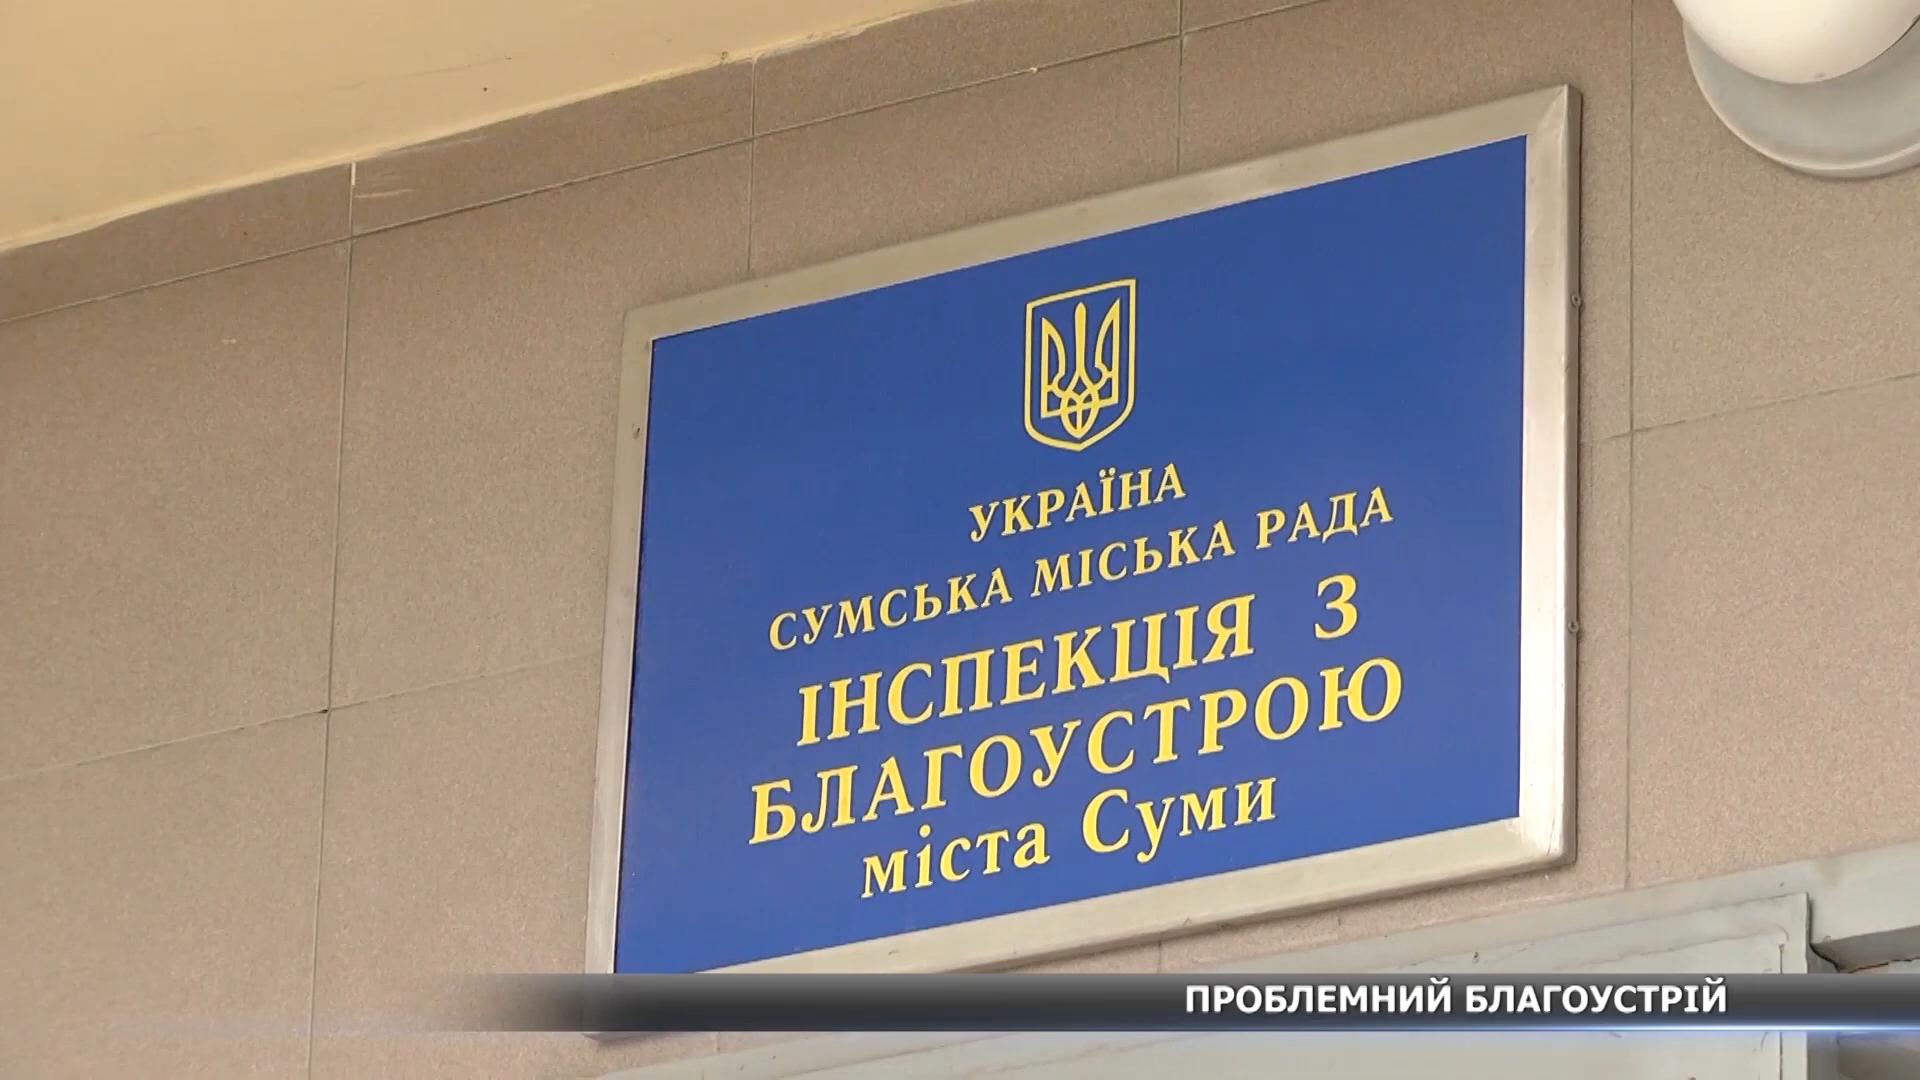 УКРАЇНА
СУМСЬКА МІСЬКА РАДА
ІНСПЕКЦІЯ З
БЛАГОУСТРОЮ
міста Суми
ПРОБЛЕМНИЙ БЛАГОУСТРІЙ